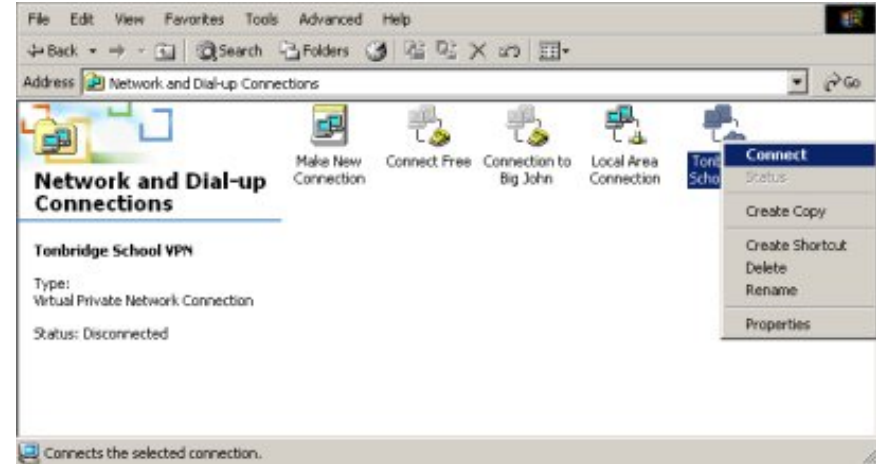 File Edit View Favorites Tools Advanced Help
Back Search Folders
Address Network and Dial-up Connections Go
Network and Dial-up
Connections
Tonbridge School VPN
Type:
Virtual Private Network Connection
Status: Disconnected
Make New
Connection
Connect Free
Connection to
Big John
Local Area
Connection
Connect
Status
Create Copy
Create Shortcut
Delete
Rename
Properties
Connects the selected connection.